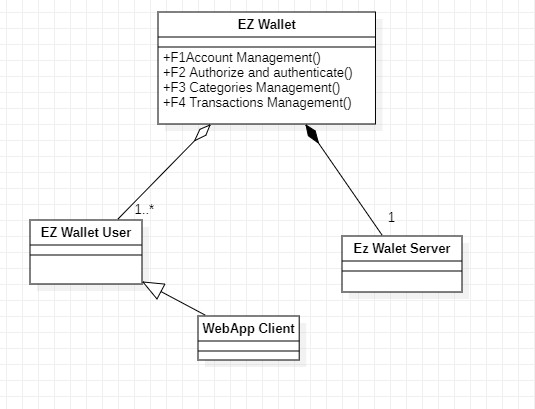 EZ Wallet
+F1Account Management()
+F2 Authorize and authenticate()
+F3 Categories Management()
+F4 Transactions Management()
1..*
1
EZ Wallet User
Ez Walet Server
WebApp Client